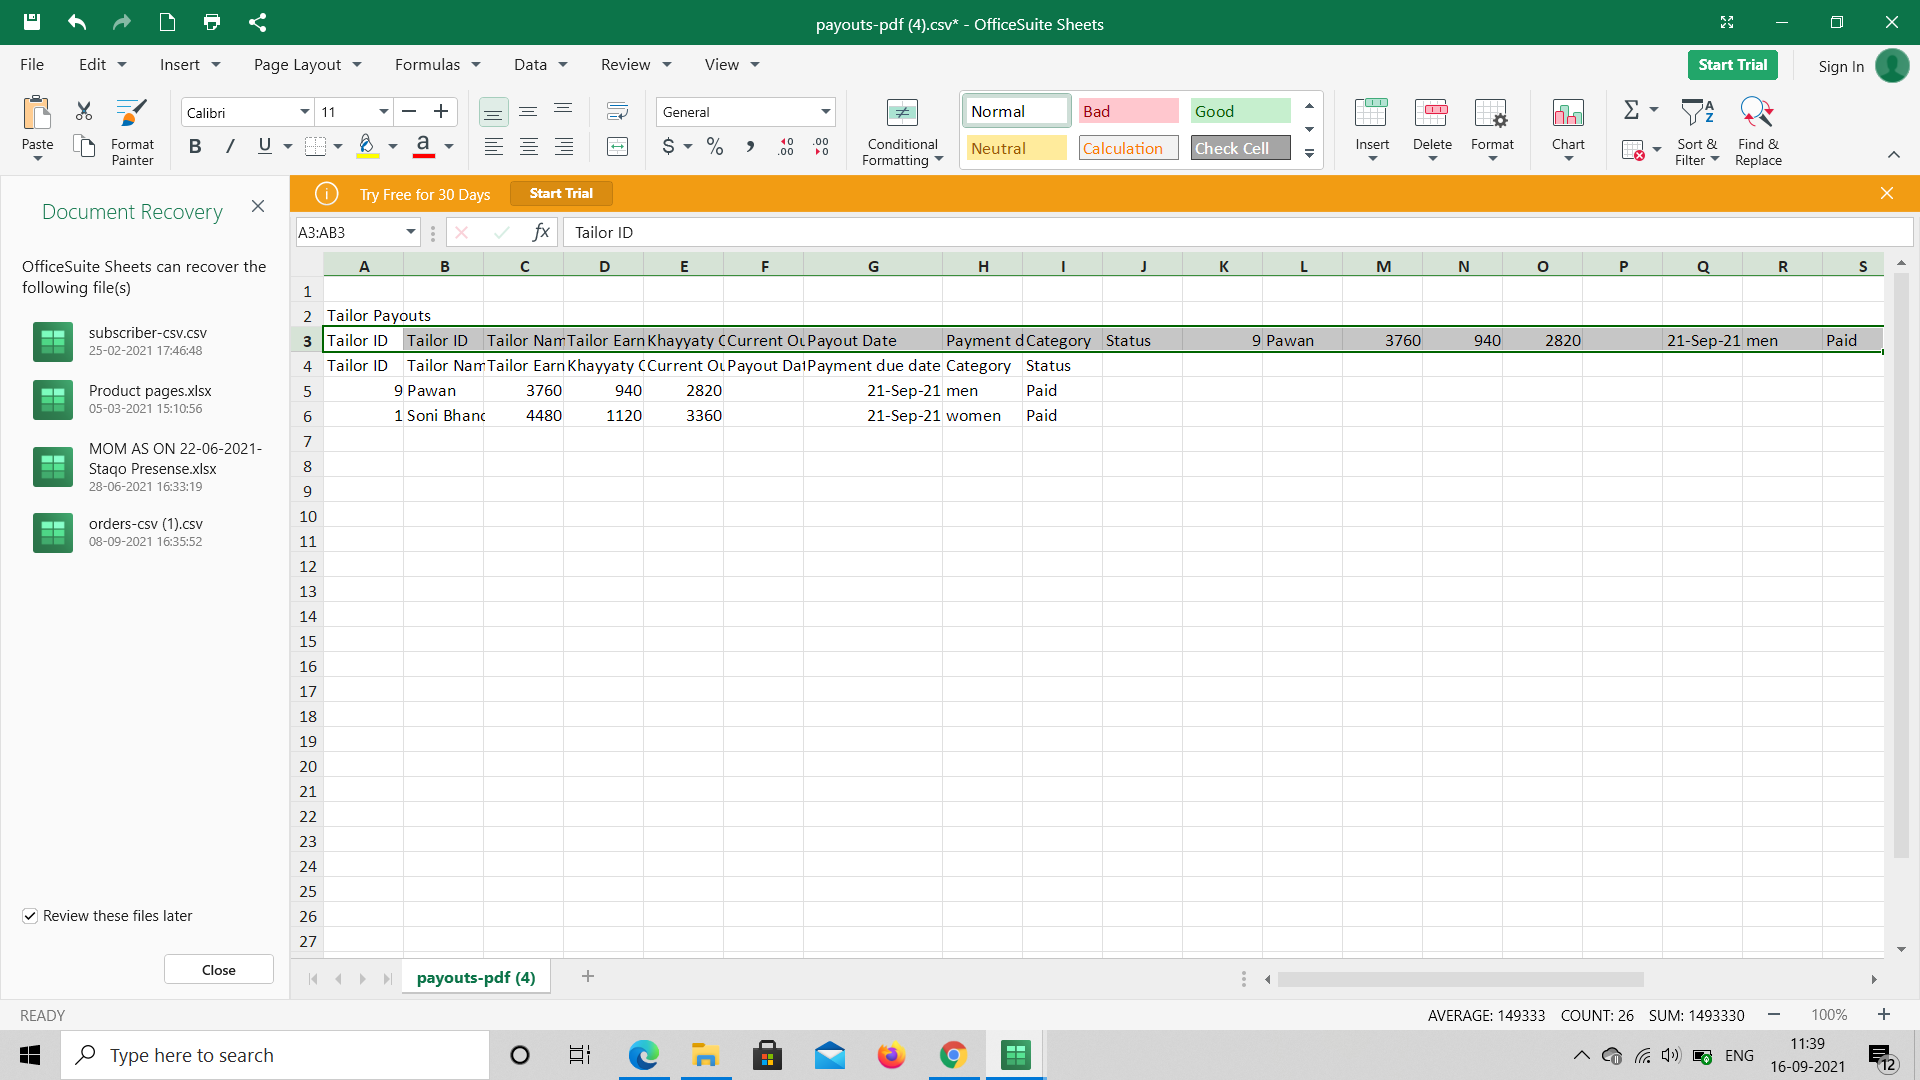 payouts-pdf (4).csv* - OfficeSuite Sheets
File Edit Insert Page Layout Formulas Data Review View Start Trial Sign In
Paste Format Painter
Calibri 11
B I U a
General
$ % , .00 .00
Conditional Formatting
Normal Bad Good
Neutral Calculation Check Cell
Insert Delete Format Chart Σ Sort & Filter Find & Replace
Document Recovery
OfficeSuite Sheets can recover the
following file(s)
subscriber-csv.csv
25-02-2021 17:46:48
Product pages.xlsx
05-03-2021 15:10:56
MOM AS ON 22-06-2021-
Staqo Presense.xlsx
28-06-2021 16:33:19
orders-csv (1).csv
08-09-2021 16:35:52
Review these files later
Close
Try Free for 30 Days Start Trial
A3:AB3 fx Tailor ID
A B C D E F G H I J K L M N O P Q R S
1
2 Tailor Payouts
3 Tailor ID Tailor ID Tailor Nam Tailor Earn Khayyaty C Current Ou Payout Date Payment d Category Status 9 Pawan 3760 940 2820 21-Sep-21 men Paid
4 Tailor ID Tailor Nam Tailor Earn Khayyaty C Current Ou Payout Dat Payment due date Category Status
5 9 Pawan 3760 940 2820 21-Sep-21 men Paid
6 1 Soni Bhand 4480 1120 3360 21-Sep-21 women Paid
7
8
9
10
11
12
13
14
15
16
17
18
19
20
21
22
23
24
25
26
27
payouts-pdf (4)
READY AVERAGE: 149333 COUNT: 26 SUM: 1493330 100%
Type here to search
ENG
11:39
16-09-2021
12